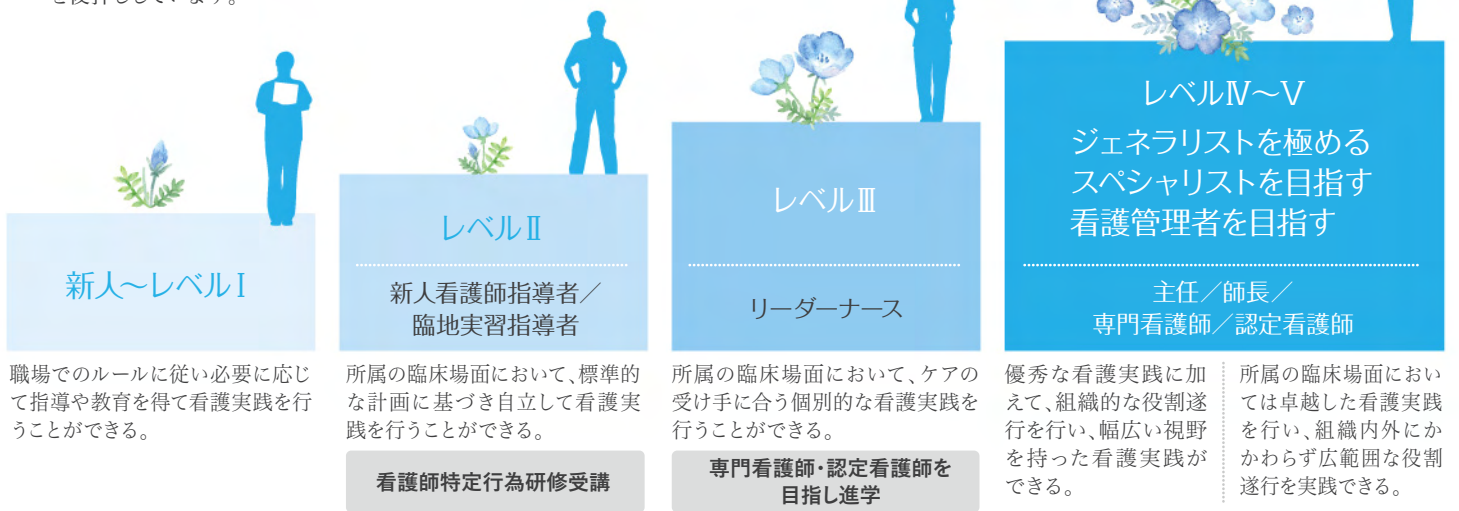 を後押ししています。
新人～レベルⅠ
職場でのルールに従い必要に応じ
て指導や教育を得て看護実践を行
うことができる。
レベルⅡ
新人看護師指導者／
臨地実習指導者
所属の臨床場面において、標準的
な計画に基づき自立して看護実
践を行うことができる。
看護師特定行為研修受講
レベルⅢ
リーダーナース
所属の臨床場面において、ケアの
受け手に合う個別的な看護実践を
行うことができる。
専門看護師・認定看護師を
目指し進学
レベルⅣ～Ⅴ
ジェネラリストを極める
スペシャリストを目指す
看護管理者を目指す
主任／師長／
専門看護師／認定看護師
優秀な看護実践に加
えて、組織的な役割遂
行を行い、幅広い視野
を持った看護実践が
できる。
所属の臨床場面におい
ては卓越した看護実践
を行い、組織内外にか
かわらず広範囲な役割
遂行を実践できる。